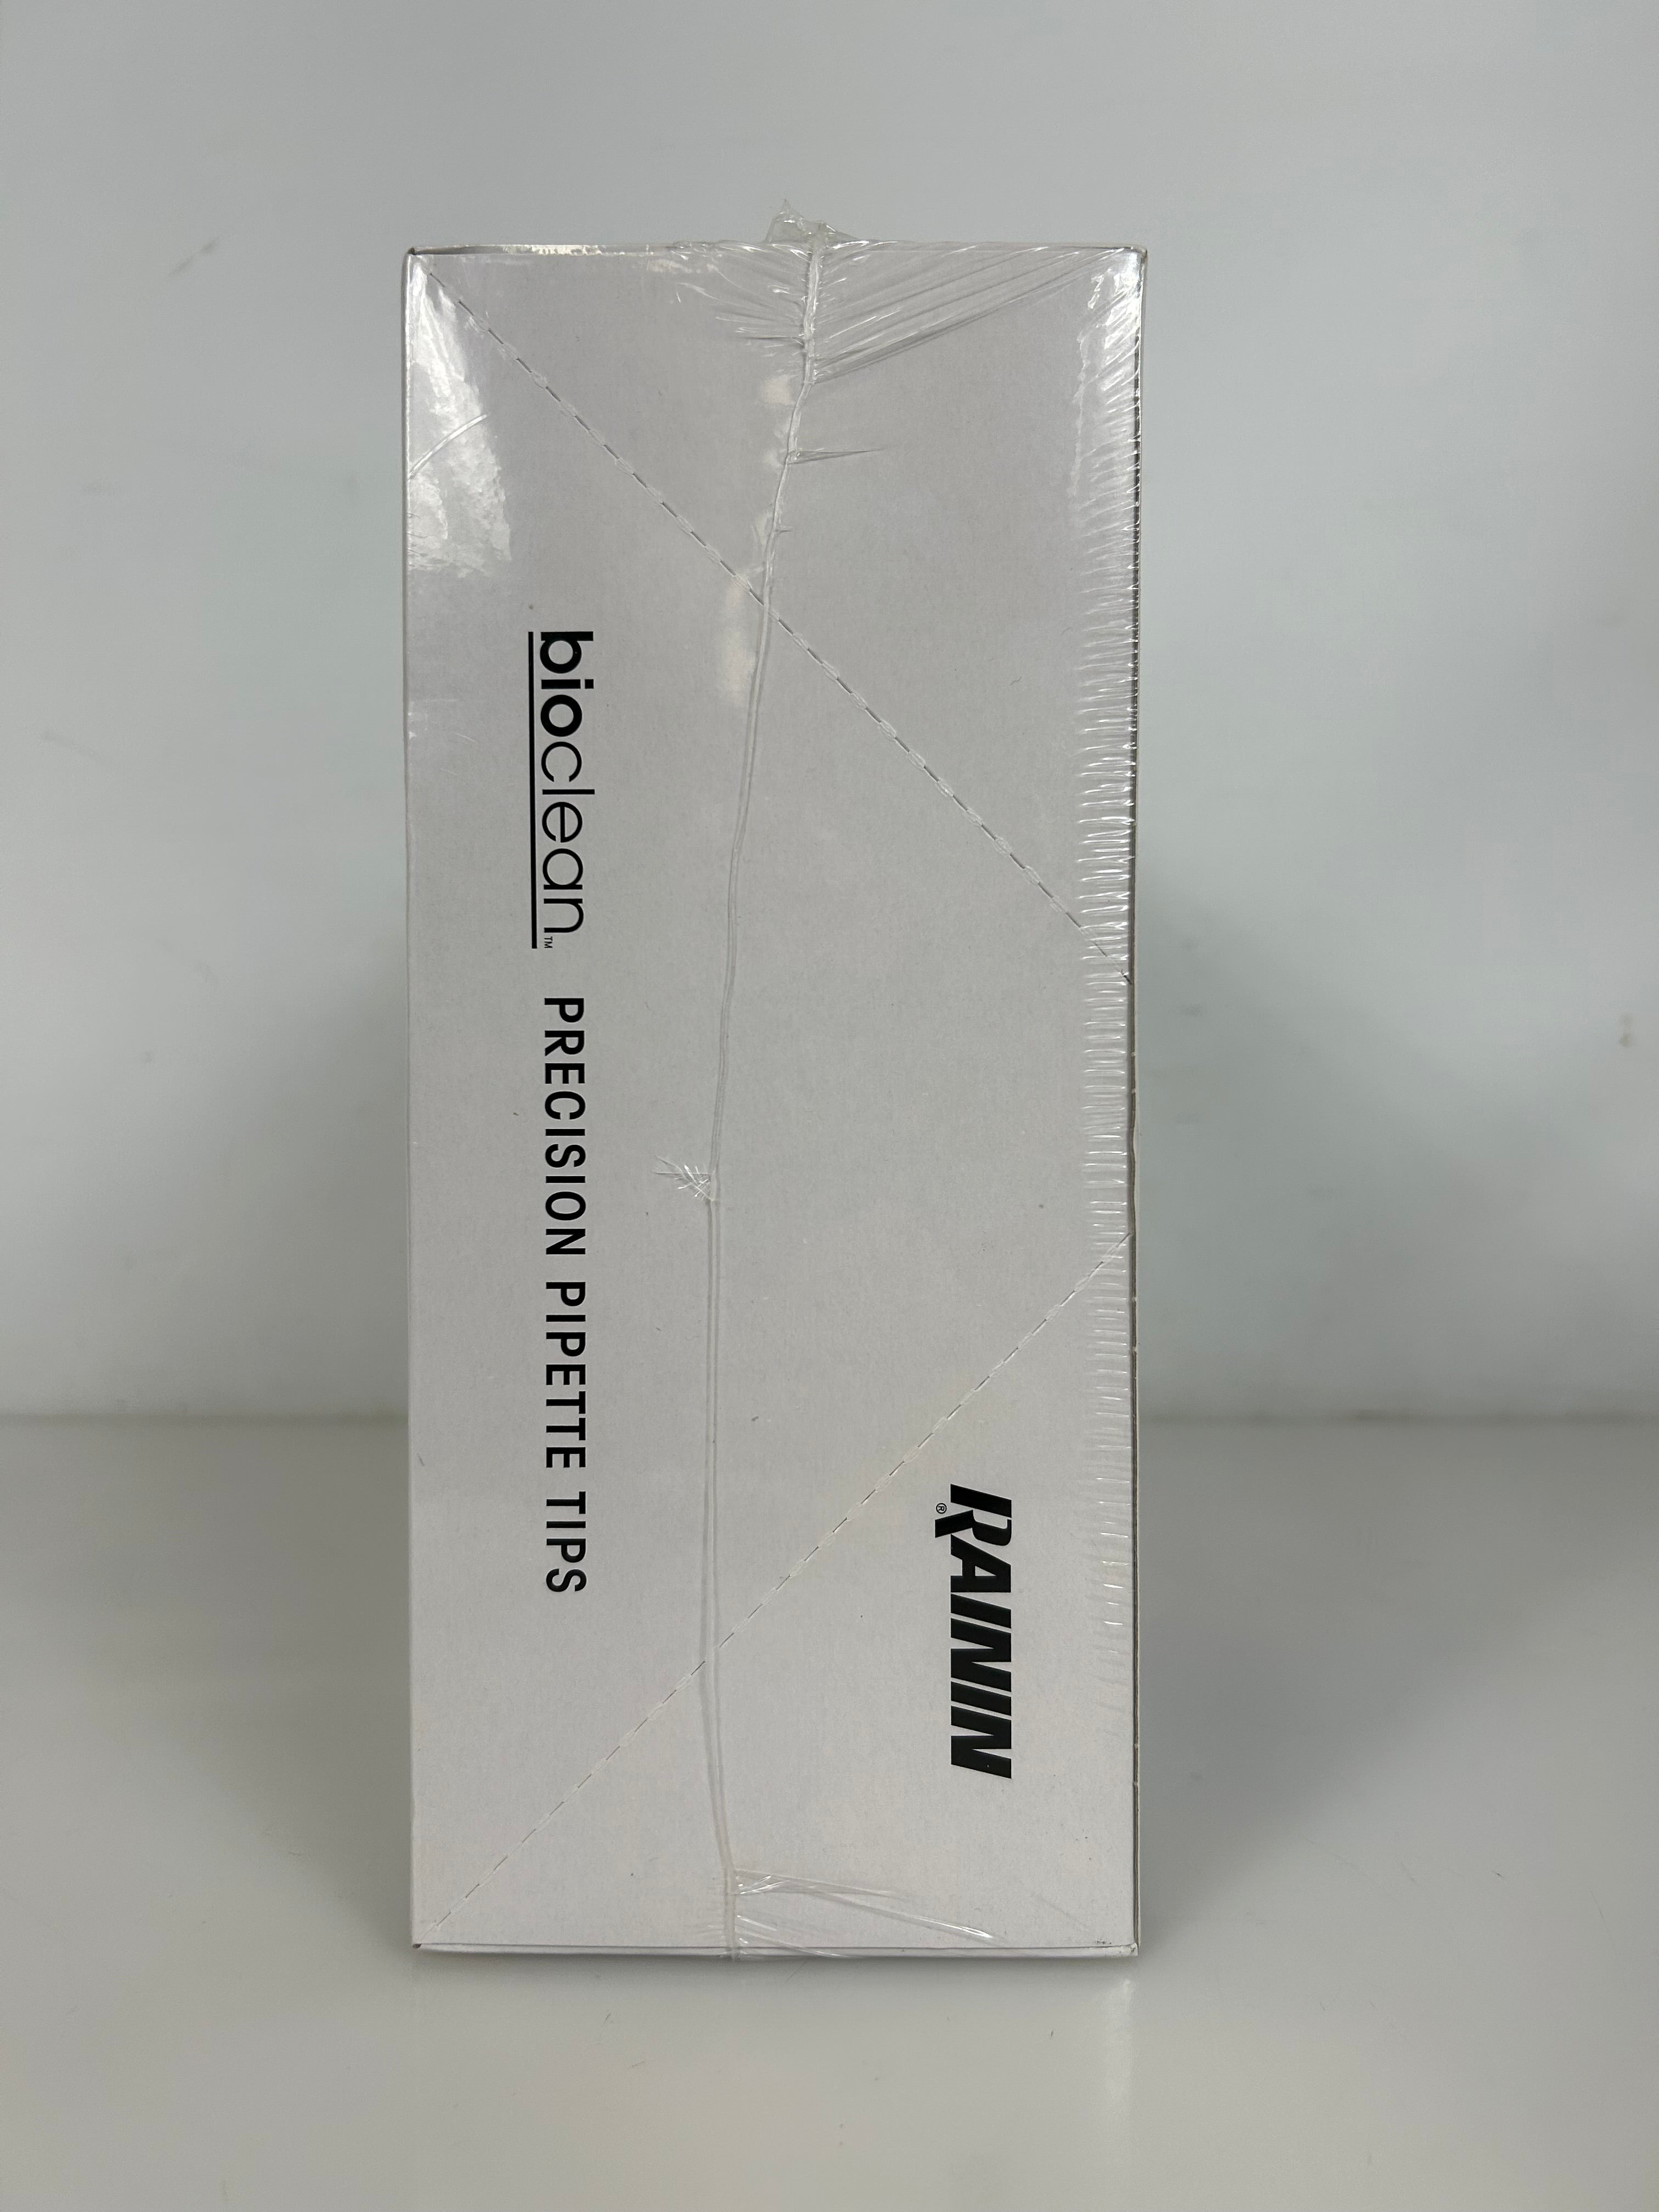 RAININ®
bioclean™ PRECISION PIPETTE TIPS